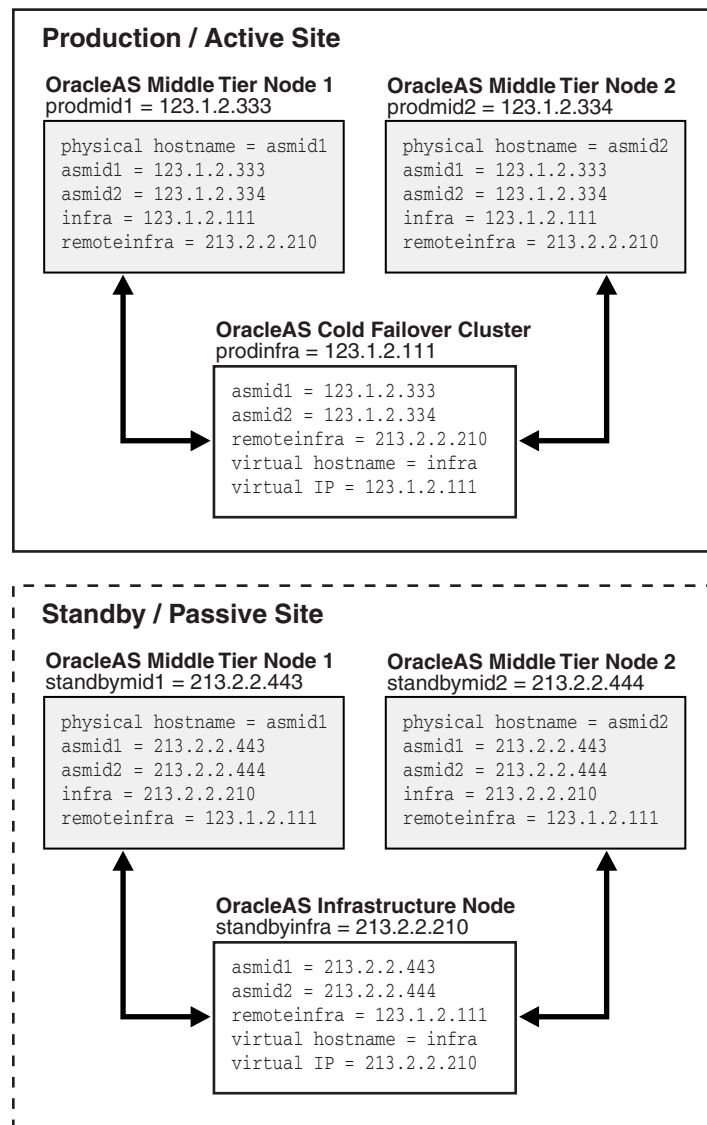 Production / Active Site
OracleAS Middle Tier Node 1
prodmid1 = 123.1.2.333
physical hostname = asmid1
asmid1 = 123.1.2.333
asmid2 = 123.1.2.334
infra = 123.1.2.111
remoteinfra = 213.2.2.210
OracleAS Middle Tier Node 2
prodmid2 = 123.1.2.334
physical hostname = asmid2
asmid1 = 123.1.2.333
asmid2 = 123.1.2.334
infra = 123.1.2.111
remoteinfra = 213.2.2.210
OracleAS Cold Failover Cluster
prodinfra = 123.1.2.111
asmid1 = 123.1.2.333
asmid2 = 123.1.2.334
remoteinfra = 213.2.2.210
virtual hostname = infra
virtual IP = 123.1.2.111
Standby / Passive Site
OracleAS Middle Tier Node 1
standbymid1 = 213.2.2.443
physical hostname = asmid1
asmid1 = 213.2.2.443
asmid2 = 213.2.2.444
infra = 213.2.2.210
remoteinfra = 123.1.2.111
OracleAS Middle Tier Node 2
standbymid2 = 213.2.2.444
physical hostname = asmid2
asmid1 = 213.2.2.443
asmid2 = 213.2.2.444
infra = 213.2.2.210
remoteinfra = 123.1.2.111
OracleAS Infrastructure Node
standbyinfra = 213.2.2.210
asmid1 = 213.2.2.443
asmid2 = 213.2.2.444
remoteinfra = 123.1.2.111
virtual hostname = infra
virtual IP = 213.2.2.210